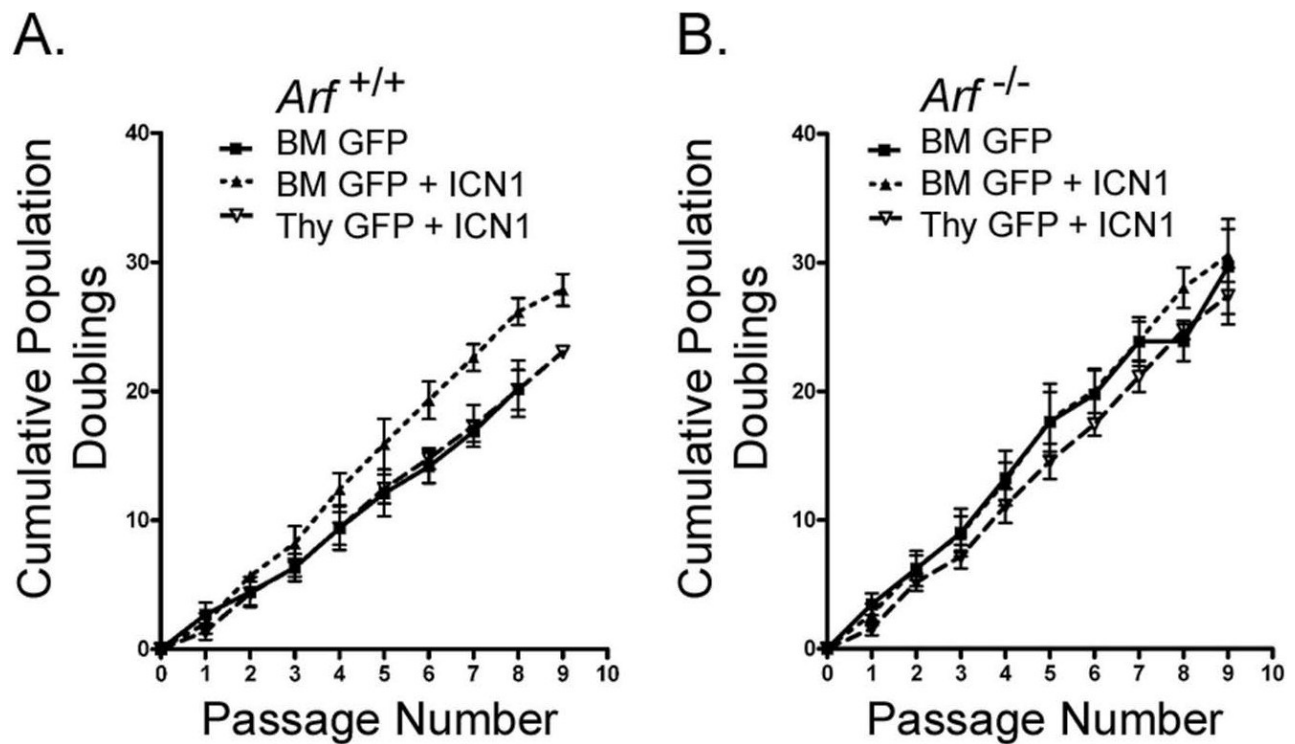 A.
Arf +/+
BM GFP
BM GFP + ICN1
Thy GFP + ICN1
Cumulative Population
Doublings
40
30
20
10
0
0 1 2 3 4 5 6 7 8 9 10
Passage Number
B.
Arf -/-
BM GFP
BM GFP + ICN1
Thy GFP + ICN1
Cumulative Population
Doublings
40
30
20
10
0
0 1 2 3 4 5 6 7 8 9 10
Passage Number